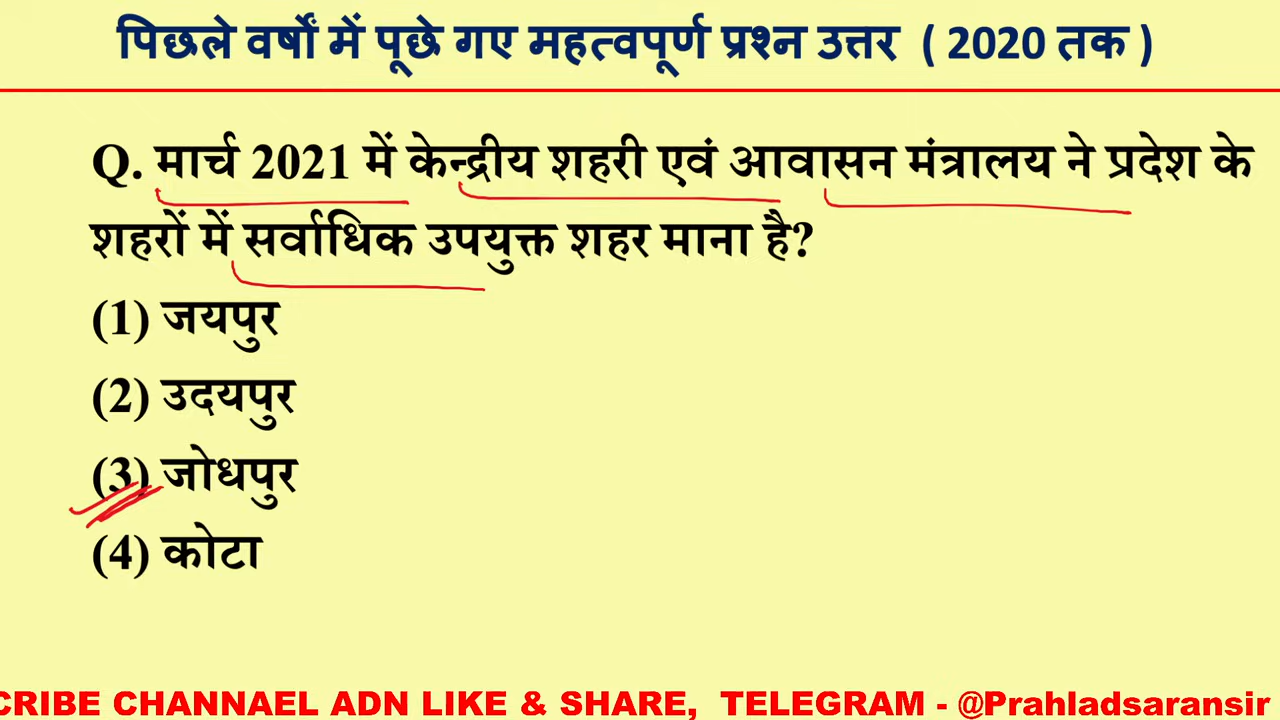 पिछले वर्षों में पूछे गए महत्वपूर्ण प्रश्न उत्तर ( 2020 तक )
Q. मार्च 2021 में केन्द्रीय शहरी एवं आवासन मंत्रालय ने प्रदेश के
शहरों में सर्वाधिक उपयुक्त शहर माना है?
(1) जयपुर
(2) उदयपुर
(3) जोधपुर
(4) कोटा
CRIBE CHANNAEL ADN LIKE & SHARE, TELEGRAM - @Prahladsaransir